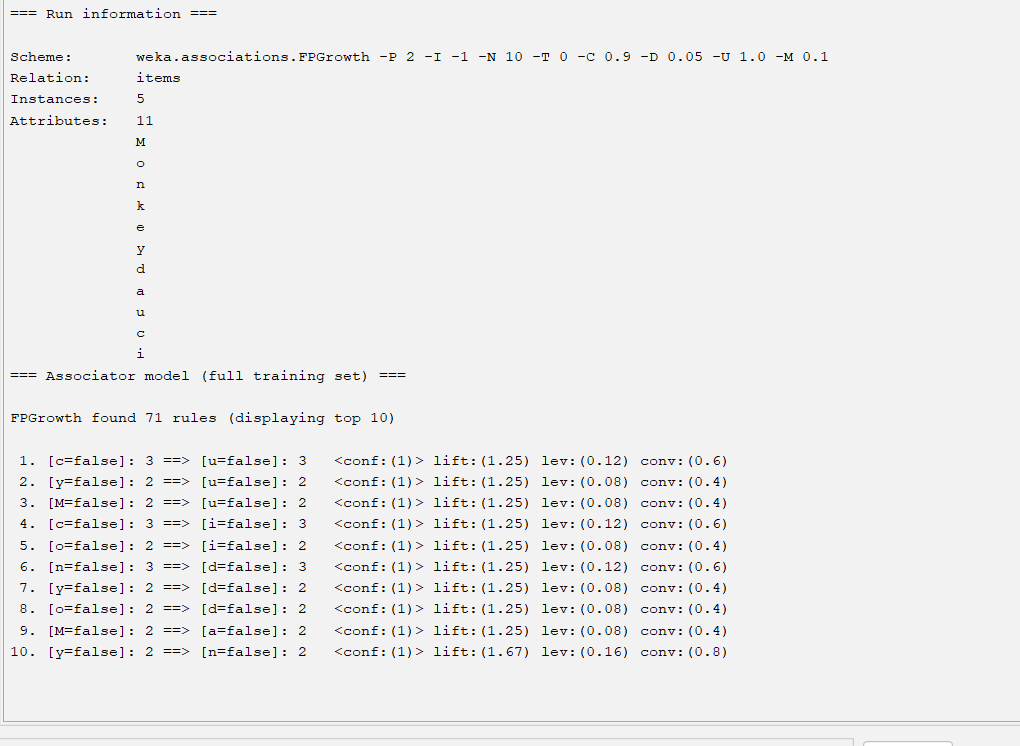 === Run information ===
Scheme:       weka.associations.FPGrowth -P 2 -I -1 -N 10 -T 0 -C 0.9 -D 0.05 -U 1.0 -M 0.1
Relation:     items
Instances:    5
Attributes:   11
M
o
n
k
e
y
d
a
u
c
i
=== Associator model (full training set) ===
FPGrowth found 71 rules (displaying top 10)
1. [c=false]: 3 ==> [u=false]: 3   <conf:(1)> lift:(1.25) lev:(0.12) conv:(0.6)
2. [y=false]: 2 ==> [u=false]: 2   <conf:(1)> lift:(1.25) lev:(0.08) conv:(0.4)
3. [M=false]: 2 ==> [u=false]: 2   <conf:(1)> lift:(1.25) lev:(0.08) conv:(0.4)
4. [c=false]: 3 ==> [i=false]: 3   <conf:(1)> lift:(1.25) lev:(0.12) conv:(0.6)
5. [o=false]: 2 ==> [i=false]: 2   <conf:(1)> lift:(1.25) lev:(0.08) conv:(0.4)
6. [n=false]: 3 ==> [d=false]: 3   <conf:(1)> lift:(1.25) lev:(0.12) conv:(0.6)
7. [y=false]: 2 ==> [d=false]: 2   <conf:(1)> lift:(1.25) lev:(0.08) conv:(0.4)
8. [o=false]: 2 ==> [d=false]: 2   <conf:(1)> lift:(1.25) lev:(0.08) conv:(0.4)
9. [M=false]: 2 ==> [a=false]: 2   <conf:(1)> lift:(1.25) lev:(0.08) conv:(0.4)
10. [y=false]: 2 ==> [n=false]: 2   <conf:(1)> lift:(1.67) lev:(0.16) conv:(0.8)